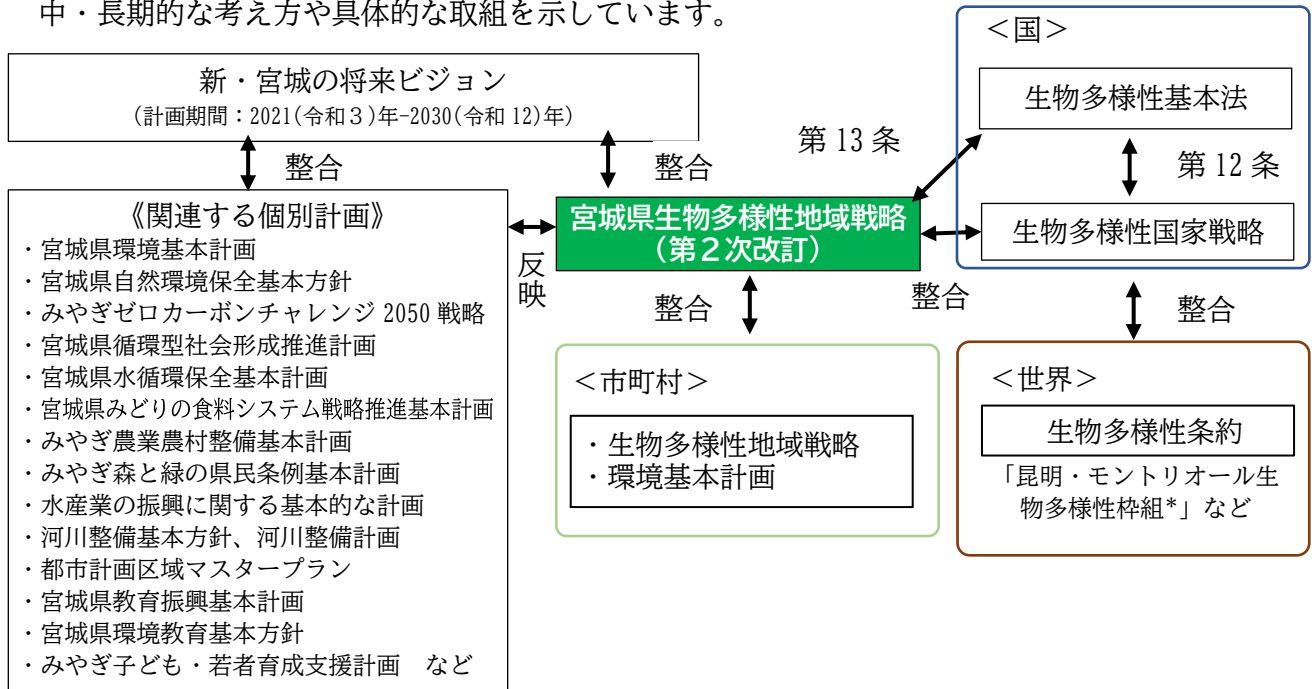 中・長期的な考え方や具体的な取組を示しています。
新・宮城の将来ビジョン
（計画期間：2021(令和３)年-2030(令和 12)年）
整合
整合
《関連する個別計画》
・宮城県環境基本計画
・宮城県自然環境保全基本方針
・みやぎゼロカーボンチャレンジ 2050 戦略
・宮城県循環型社会形成推進計画
・宮城県水循環保全基本計画
・宮城県みどりの食料システム戦略推進基本計画
・みやぎ農業農村整備基本計画
・みやぎ森と緑の県民条例基本計画
・水産業の振興に関する基本的な計画
・河川整備基本方針、河川整備計画
・都市計画区域マスタープラン
・宮城県教育振興基本計画
・宮城県環境教育基本方針
・みやぎ子ども・若者育成支援計画　など
反映
宮城県生物多様性地域戦略
（第２次改訂）
第 13 条
整合
整合
＜国＞
生物多様性基本法
第 12 条
生物多様性国家戦略
整合
＜市町村＞
・生物多様性地域戦略
・環境基本計画
＜世界＞
生物多様性条約
「昆明・モントリオール生
物多様性枠組*」など